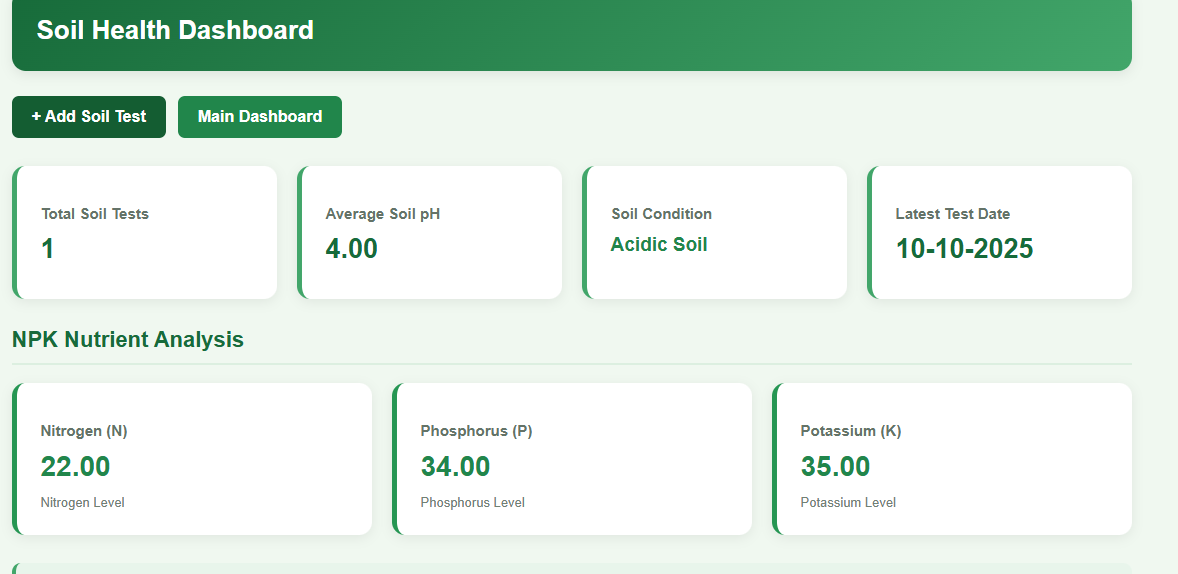 Soil Health Dashboard
+ Add Soil Test
Main Dashboard
Total Soil Tests
1
Average Soil pH
4.00
Soil Condition
Acidic Soil
Latest Test Date
10-10-2025
NPK Nutrient Analysis
Nitrogen (N)
22.00
Nitrogen Level
Phosphorus (P)
34.00
Phosphorus Level
Potassium (K)
35.00
Potassium Level